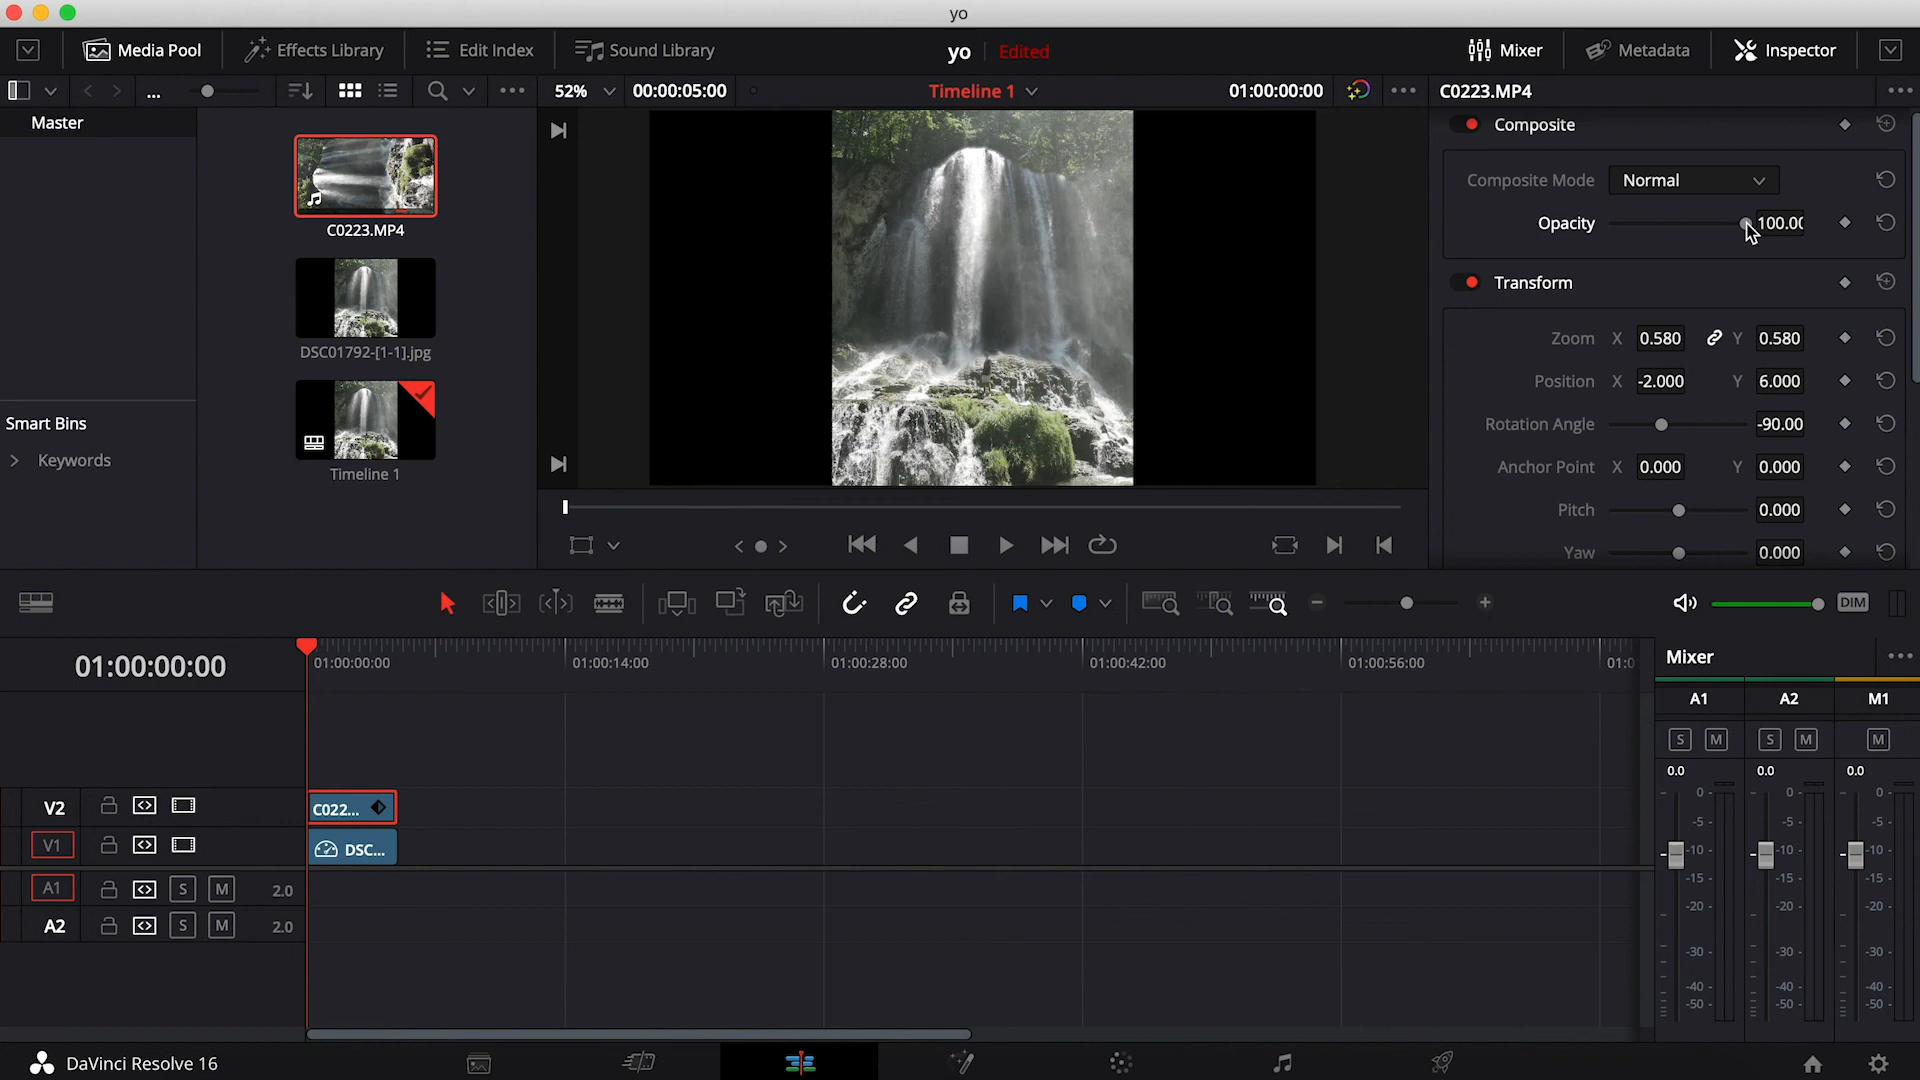 yo
Media Pool
Effects Library
Edit Index
Sound Library
yo
Edited
Mixer
Metadata
Inspector
...
52%
00:00:05:00
Timeline 1
01:00:00:00
C0223.MP4
Master
C0223.MP4
DSC01792-[1-1].jpg
Timeline 1
Smart Bins
Keywords
Composite
Composite Mode
Normal
Opacity
100.00
Transform
Zoom X 0.580 Y 0.580
Position X -2.000 Y 6.000
Rotation Angle -90.00
Anchor Point X 0.000 Y 0.000
Pitch 0.000
Yaw 0.000
DIM
01:00:00:00
01:00:00:00
01:00:14:00
01:00:28:00
01:00:42:00
01:00:56:00
01:0
Mixer
A1 A2 M1
S M S M M
0.0 0.0 0.0
V2
C022...
V1
DSC...
A1 S M 2.0
A2 S M 2.0
0- 0- 0-
-5- -5- -5-
-10- -10- -10-
-15- -15- -15-
-20- -20- -20-
-30- -30- -30-
-40- -40- -40-
-50- -50- -50-
DaVinci Resolve 16